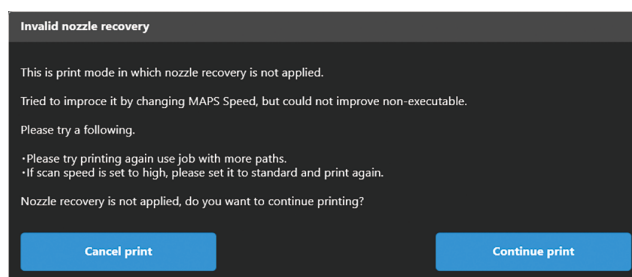 Invalid nozzle recovery
This is print mode in which nozzle recovery is not applied.
Tried to improce it by changing MAPS Speed, but could not improve non-executable.
Please try a following.
・Please try printing again use job with more paths.
・If scan speed is set to high, please set it to standard and print again.
Nozzle recovery is not applied, do you want to continue printing?
Cancel print
Continue print